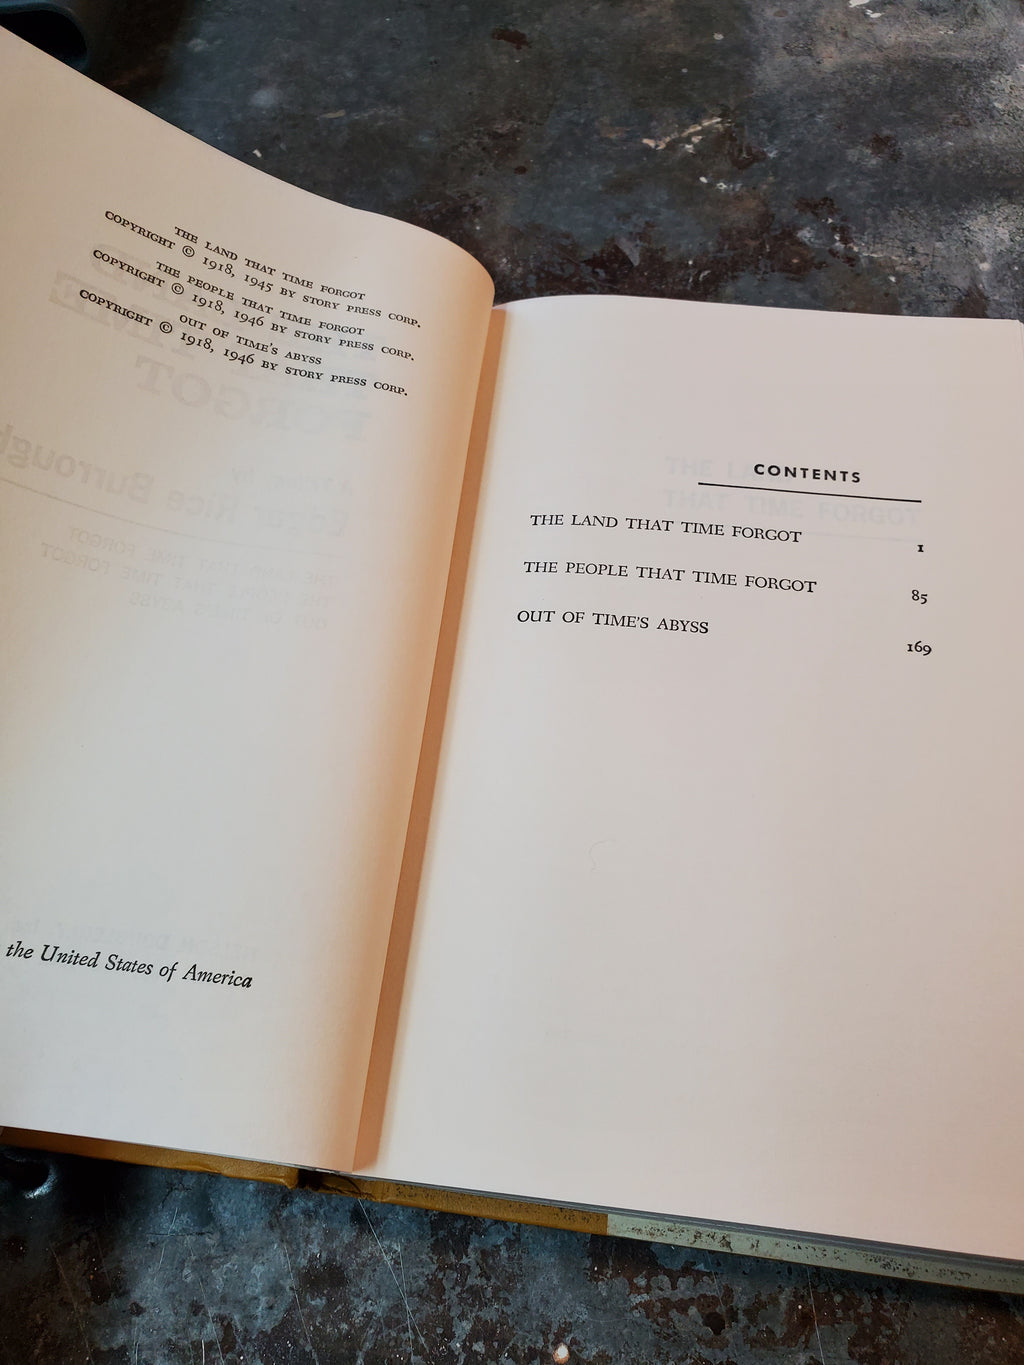 THE LAND THAT TIME FORGOT
COPYRIGHT © 1918, 1945 BY STORY PRESS CORP.
THE PEOPLE THAT TIME FORGOT
COPYRIGHT © 1918, 1946 BY STORY PRESS CORP.
OUT OF TIME'S ABYSS
COPYRIGHT © 1918, 1946 BY STORY PRESS CORP.
the United States of America
CONTENTS
THE LAND THAT TIME FORGOT 1
THE PEOPLE THAT TIME FORGOT 85
OUT OF TIME'S ABYSS 169